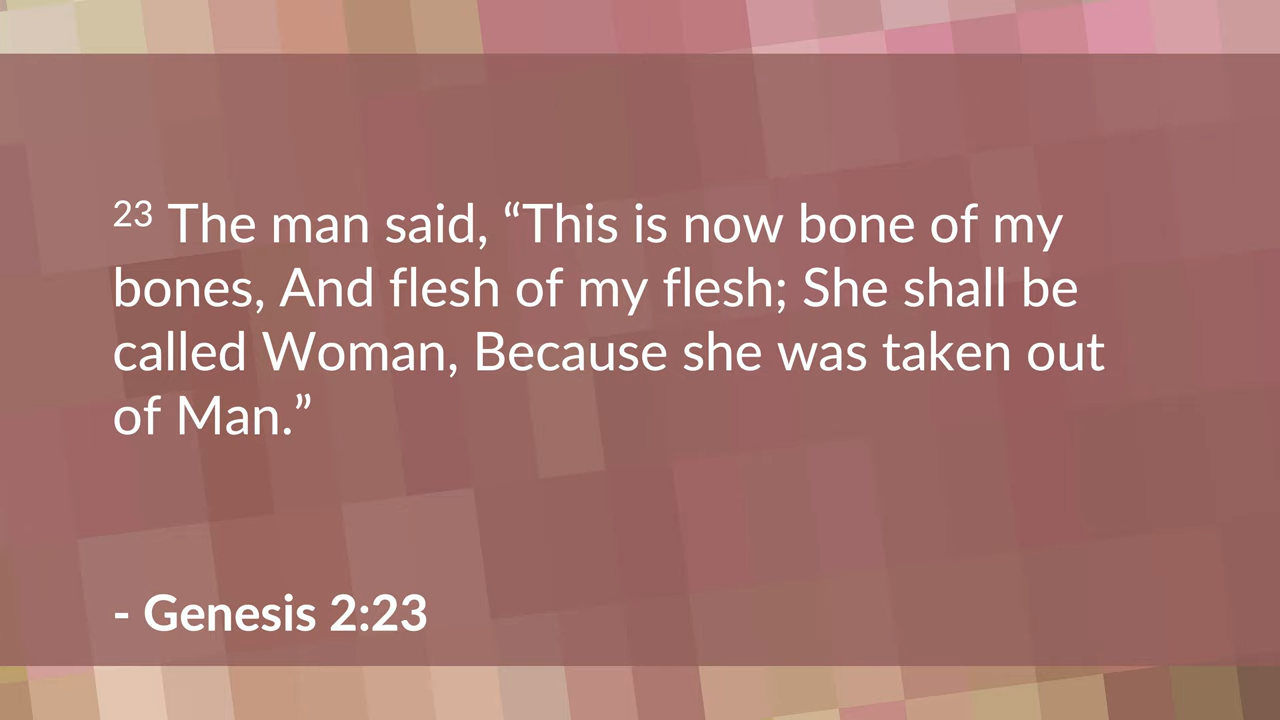 23 The man said, “This is now bone of my
bones, And flesh of my flesh; She shall be
called Woman, Because she was taken out
of Man.”
- Genesis 2:23